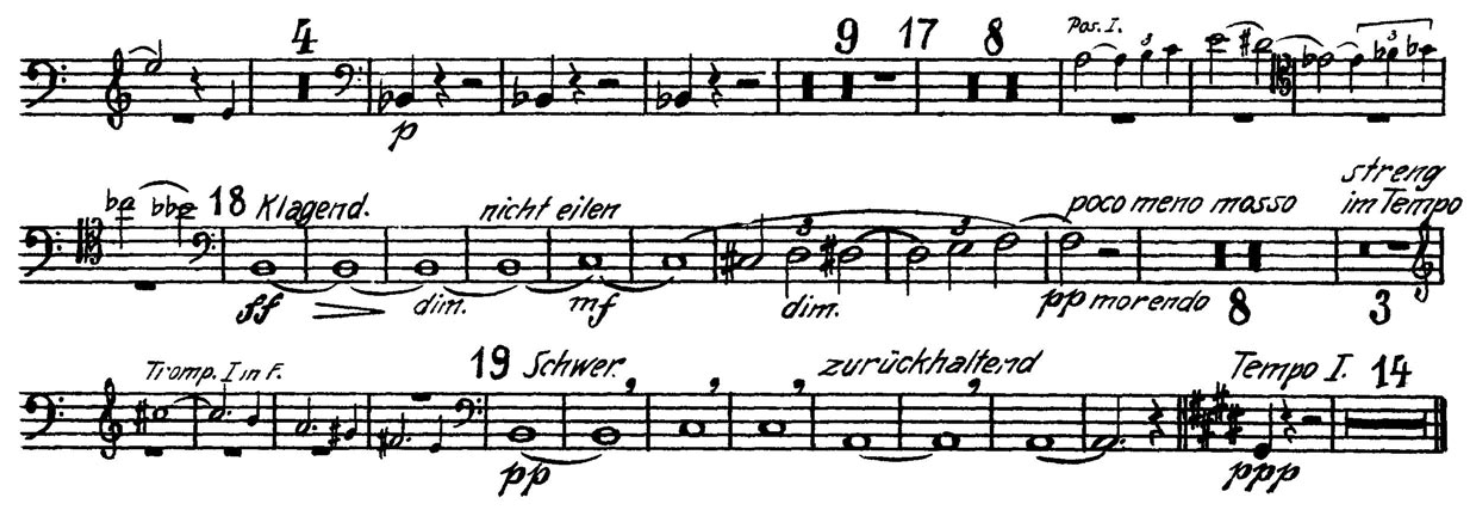 4 9 17 8 Pos. I. 3 3
p
streng
18 Klagend. nicht eilen poco meno mosso im Tempo
3 3
ff dim. mf dim. pp morendo 8 3
Tromp. I in F. 19 Schwer. zurückhaltend Tempo I. 14
pp ppp